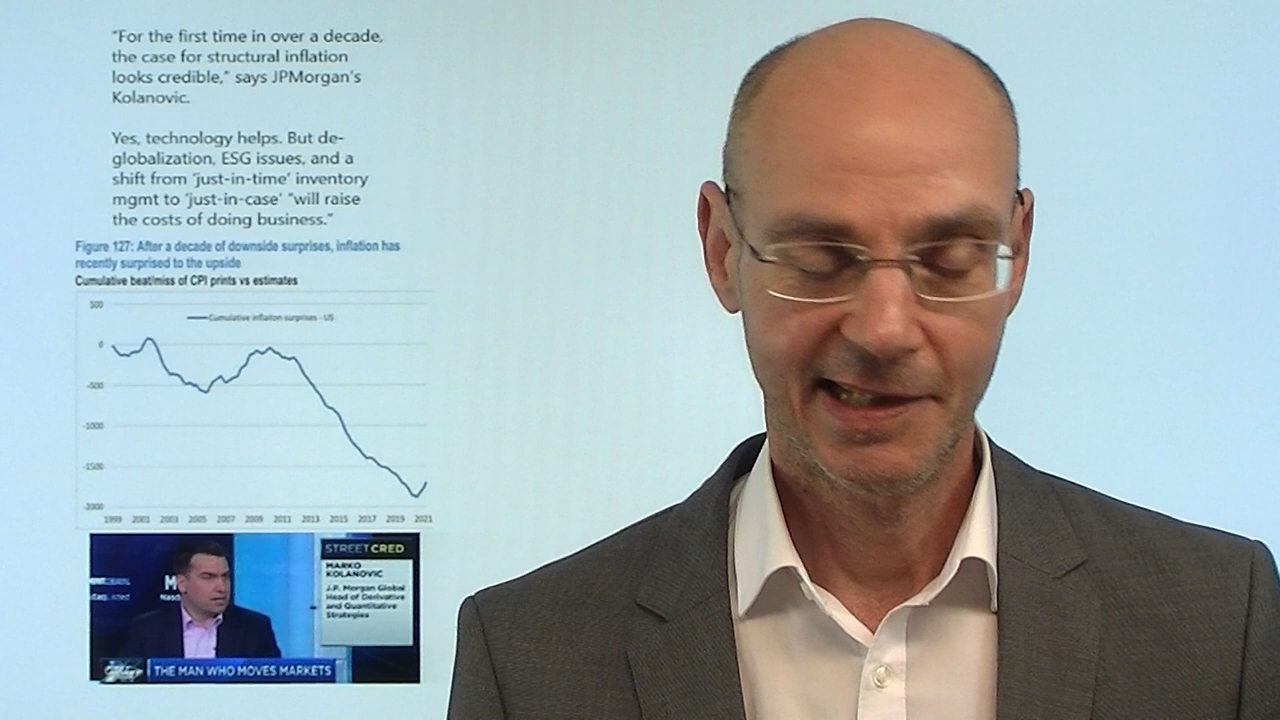 “For the first time in over a decade,
the case for structural inflation
looks credible,” says JPMorgan’s
Kolanovic.
Yes, technology helps. But de-
globalization, ESG issues, and a
shift from ‘just-in-time’ inventory
mgmt to ‘just-in-case’ “will raise
the costs of doing business.”
Figure 127: After a decade of downside surprises, inflation has
recently surprised to the upside
Cumulative beat/miss of CPI prints vs estimates
500
Cumulative inflaiton surprises - US
0
-500
-1000
-1500
-2000
1999 2001 2003 2005 2007 2009 2011 2013 2015 2017 2019 2021
STREET CRED
MARKO
KOLANOVIC
J.P. Morgan Global
Head of Derivative
and Quantitative
Strategies
THE MAN WHO MOVES MARKETS